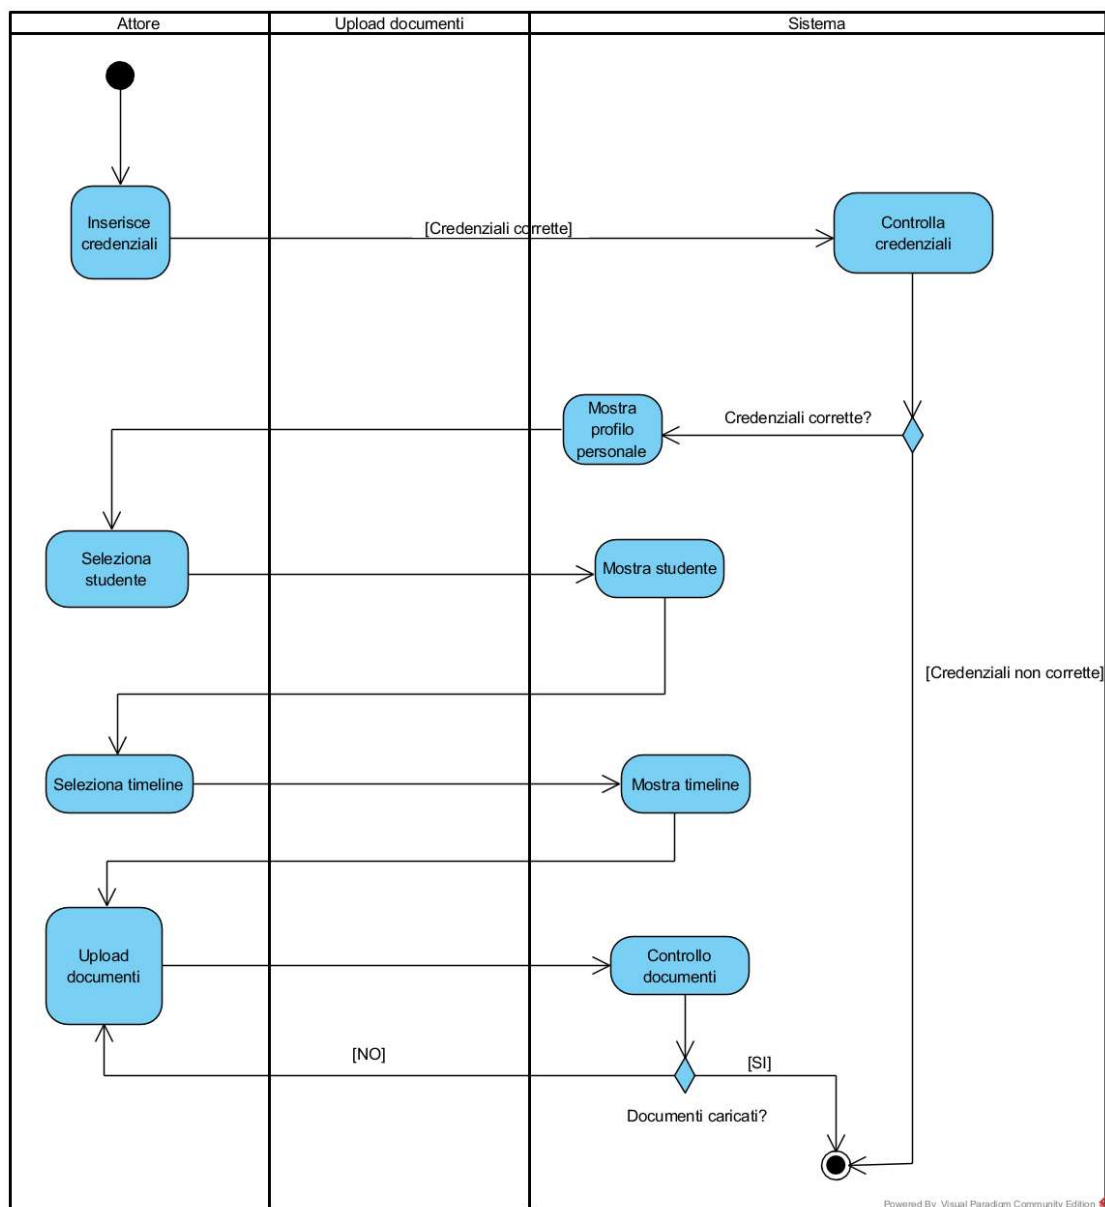 Attore
Upload documenti
Sistema
Inserisce
credenziali
[Credenziali corrette]
Controlla
credenziali
Mostra
profilo
personale
Credenziali corrette?
Seleziona
studente
Mostra studente
[Credenziali non corrette]
Seleziona timeline
Mostra timeline
Upload
documenti
Controllo
documenti
[NO]
[SI]
Documenti caricati?
Powered By Visual Paradigm Community Edition